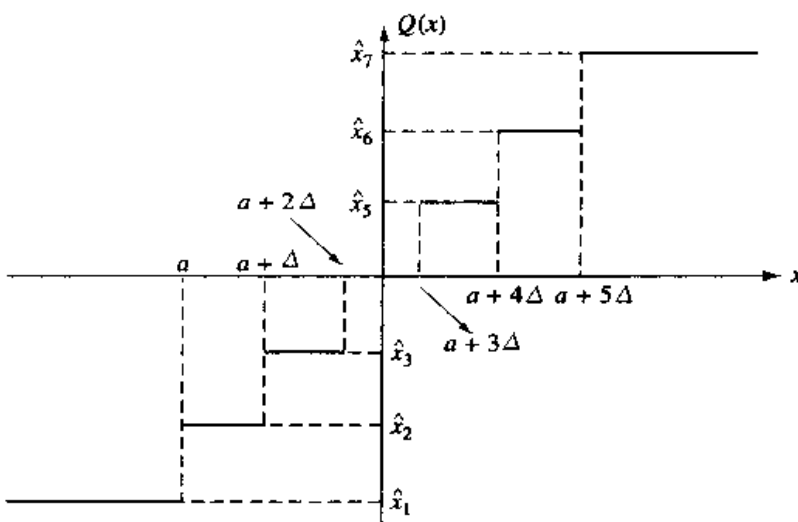 Q(x)
x̂₇
x̂₆
x̂₅
a + 2Δ
a
a + Δ
x
a + 4Δ
a + 5Δ
a + 3Δ
x̂₃
x̂₂
x̂₁